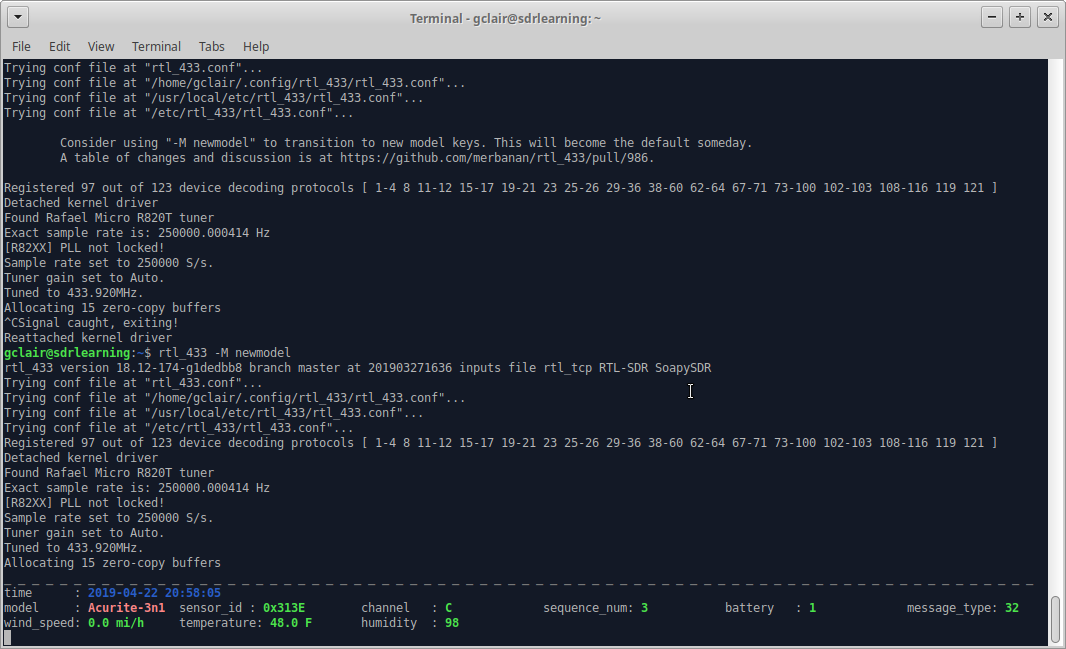 Terminal - gclair@sdrlearning: ~
File Edit View Terminal Tabs Help
Trying conf file at "rtl_433.conf"...
Trying conf file at "/home/gclair/.config/rtl_433/rtl_433.conf"...
Trying conf file at "/usr/local/etc/rtl_433/rtl_433.conf"...
Trying conf file at "/etc/rtl_433/rtl_433.conf"...
Consider using "-M newmodel" to transition to new model keys. This will become the default someday.
A table of changes and discussion is at https://github.com/merbanan/rtl_433/pull/986.
Registered 97 out of 123 device decoding protocols [ 1-4 8 11-12 15-17 19-21 23 25-26 29-36 38-60 62-64 67-71 73-100 102-103 108-116 119 121 ]
Detached kernel driver
Found Rafael Micro R820T tuner
Exact sample rate is: 250000.000414 Hz
[R82XX] PLL not locked!
Sample rate set to 250000 S/s.
Tuner gain set to Auto.
Tuned to 433.920MHz.
Allocating 15 zero-copy buffers
^CSignal caught, exiting!
Reattached kernel driver
gclair@sdrlearning:~$ rtl_433 -M newmodel
rtl_433 version 18.12-174-g1dedbb8 branch master at 201903271636 inputs file rtl_tcp RTL-SDR SoapySDR
Trying conf file at "rtl_433.conf"...
Trying conf file at "/home/gclair/.config/rtl_433/rtl_433.conf"...
Trying conf file at "/usr/local/etc/rtl_433/rtl_433.conf"...
Trying conf file at "/etc/rtl_433/rtl_433.conf"...
Registered 97 out of 123 device decoding protocols [ 1-4 8 11-12 15-17 19-21 23 25-26 29-36 38-60 62-64 67-71 73-100 102-103 108-116 119 121 ]
Detached kernel driver
Found Rafael Micro R820T tuner
Exact sample rate is: 250000.000414 Hz
[R82XX] PLL not locked!
Sample rate set to 250000 S/s.
Tuner gain set to Auto.
Tuned to 433.920MHz.
Allocating 15 zero-copy buffers
_ _ _ _ _ _ _ _ _ _ _ _ _ _ _ _ _ _ _ _ _ _ _ _ _ _ _ _ _ _ _ _ _ _ _ _ _ _ _ _ _ _ _ _ _ _ _ _ _ _ _ _ _ _ _ _ _ _ _ _ _ _ _ _ _ _ _ _ _ _ _ _ _ _
time : 2019-04-22 20:58:05
model : Acurite-3n1 sensor_id : 0x313E channel : C sequence_num: 3 battery : 1 message_type: 32
wind_speed: 0.0 mi/h temperature: 48.0 F humidity : 98